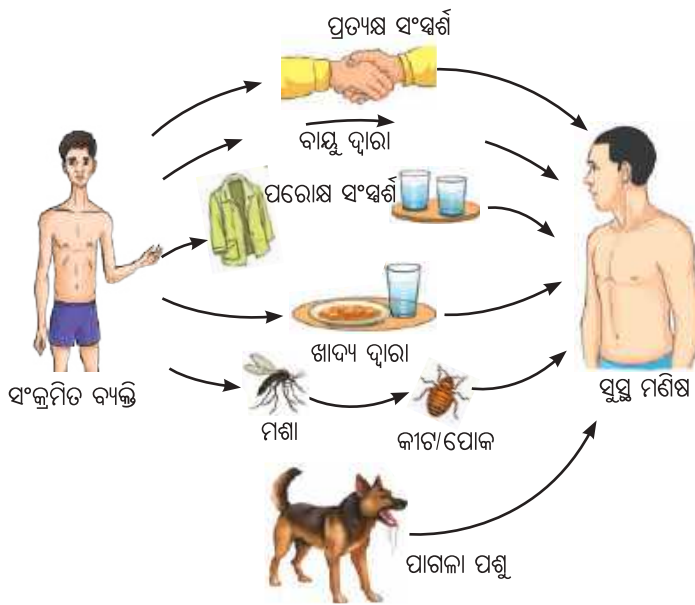 ପ୍ରତ୍ୟକ୍ଷ ସଂସ୍ପର୍ଶ
ବାୟୁ ଦ୍ୱାରା
ପରୋକ୍ଷ ସଂସ୍ପର୍ଶ
ଖାଦ୍ୟ ଦ୍ୱାରା
ସଂକ୍ରମିତ ବ୍ୟକ୍ତି
ସୁସ୍ଥ ମଣିଷ
ମଶା
କୀଟ/ପୋକ
ପାଗଳା ପଶୁ